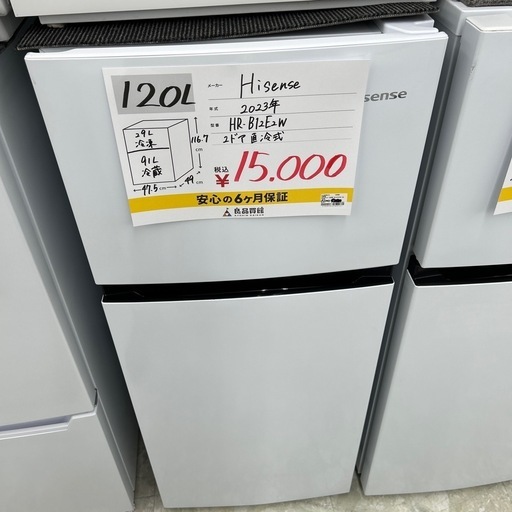 120L
メーカー Hisense
年式 2023年
型番 HR-B12E2W
2ドア直冷式
29L
冷凍
91L
冷蔵
116.7
cm
47.5cm
49
cm
税込
¥15.000
安心の6ヶ月保証
良品買館
Hisense